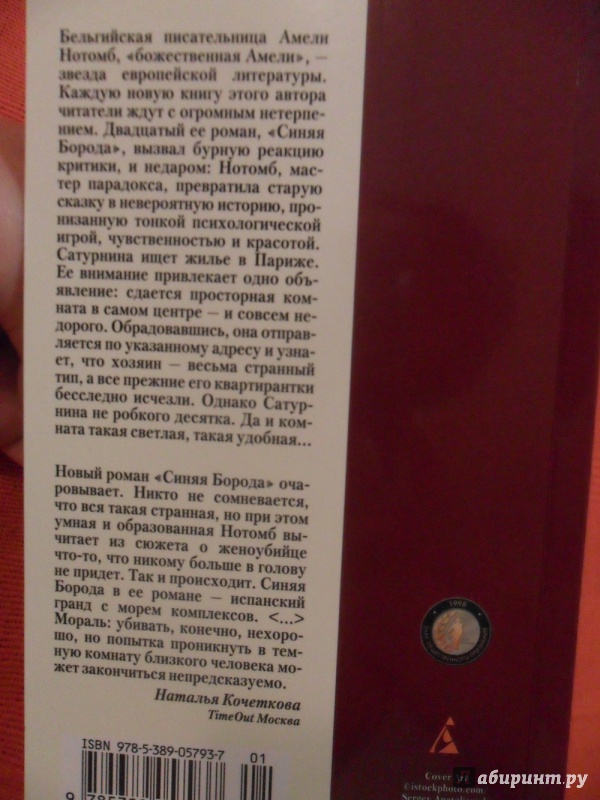 Бельгийская писательница Амели
Нотомб, «божественная Амели», —
звезда европейской литературы.
Каждую новую книгу этого автора
читатели ждут с огромным нетерпе-
нием. Двадцатый ее роман, «Синяя
Борода», вызвал бурную реакцию
критики, и недаром: Нотомб, мас-
тер парадокса, превратила старую
сказку в невероятную историю, про-
низанную тонкой психологической
игрой, чувственностью и красотой.
Сатурнина ищет жилье в Париже.
Ее внимание привлекает одно объ-
явление: сдается просторная ком-
ната в самом центре — и совсем не-
дорого. Обрадовавшись, она отправ-
ляется по указанному адресу и узна-
ет, что хозяин — весьма странный
тип, а все прежние его квартирантки
бесследно исчезли. Однако Сатур-
нина не робкого десятка. Да и ком-
ната такая светлая, такая удобная...
Новый роман «Синяя Борода» оча-
ровывает. Никто не сомневается,
что вся такая странная, но при этом
умная и образованная Нотомб вы-
читает из сюжета о женоубийце
что-то, что никому больше в голову
не придет. Так и происходит. Синяя
Борода в ее романе — испанский
гранд с морем комплексов. <...>
Мораль: убивать, конечно, нехоро-
шо, но попытка проникнуть в тем-
ную комнату близкого человека мо-
жет закончиться непредсказуемо.
Наталья Кочеткова
TimeOut Москва
ISBN 978-5-389-05793-7 01
1998
Cover
©istockphoto.com
абиринт.ру